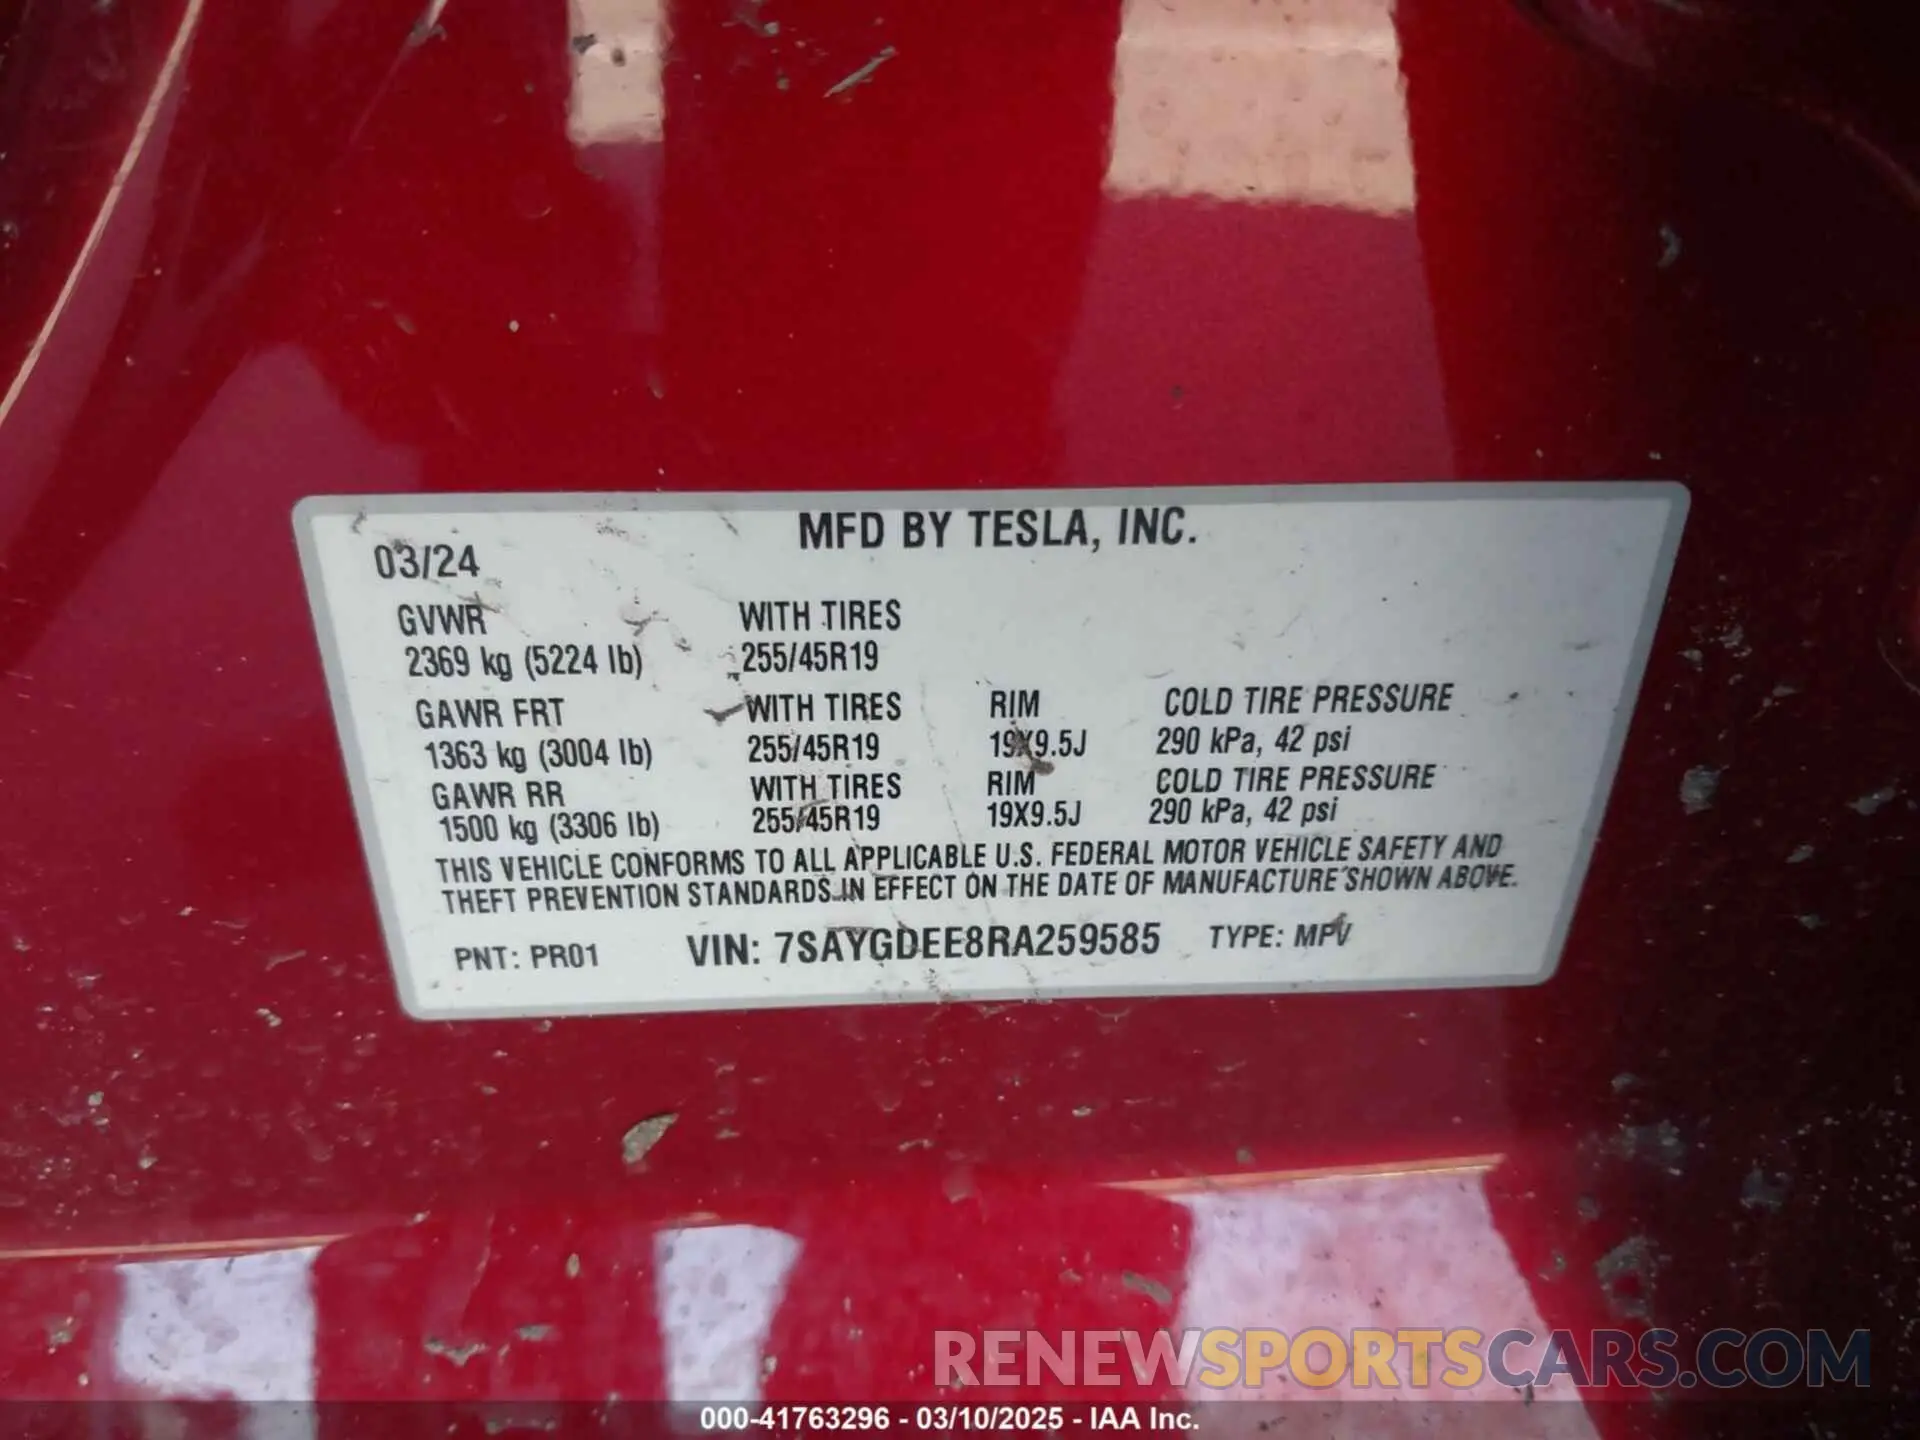 MFD BY TESLA, INC.
03/24
GVWR WITH TIRES
2369 kg (5224 lb) 255/45R19
GAWR FRT WITH TIRES RIM COLD TIRE PRESSURE
1363 kg (3004 lb) 255/45R19 19X9.5J 290 kPa, 42 psi
GAWR RR WITH TIRES RIM COLD TIRE PRESSURE
1500 kg (3306 lb) 255/45R19 19X9.5J 290 kPa, 42 psi
THIS VEHICLE CONFORMS TO ALL APPLICABLE U.S. FEDERAL MOTOR VEHICLE SAFETY AND
THEFT PREVENTION STANDARDS IN EFFECT ON THE DATE OF MANUFACTURE SHOWN ABOVE.
PNT: PR01 VIN: 7SAYGDEE8RA259585 TYPE: MPV
RENEWSPORTSCARS.COM
000-41763296 - 03/10/2025 - IAA Inc.